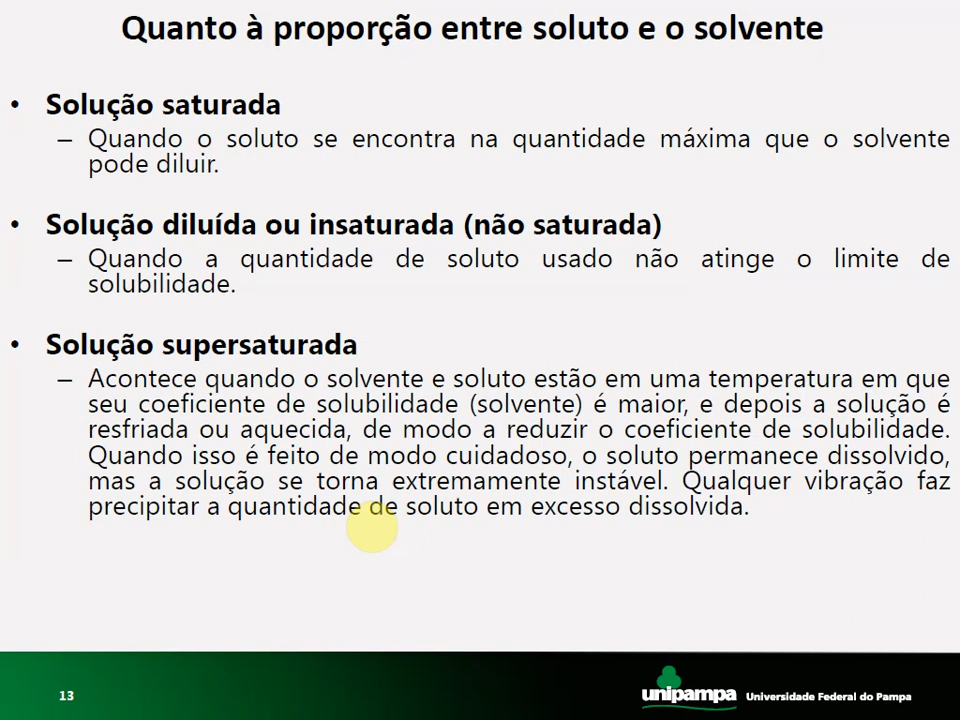 Quanto à proporção entre soluto e o solvente
• Solução saturada
– Quando o soluto se encontra na quantidade máxima que o solvente
pode diluir.
• Solução diluída ou insaturada (não saturada)
– Quando a quantidade de soluto usado não atinge o limite de
solubilidade.
• Solução supersaturada
– Acontece quando o solvente e soluto estão em uma temperatura em que
seu coeficiente de solubilidade (solvente) é maior, e depois a solução é
resfriada ou aquecida, de modo a reduzir o coeficiente de solubilidade.
Quando isso é feito de modo cuidadoso, o soluto permanece dissolvido,
mas a solução se torna extremamente instável. Qualquer vibração faz
precipitar a quantidade de soluto em excesso dissolvida.
13
unipampa Universidade Federal do Pampa